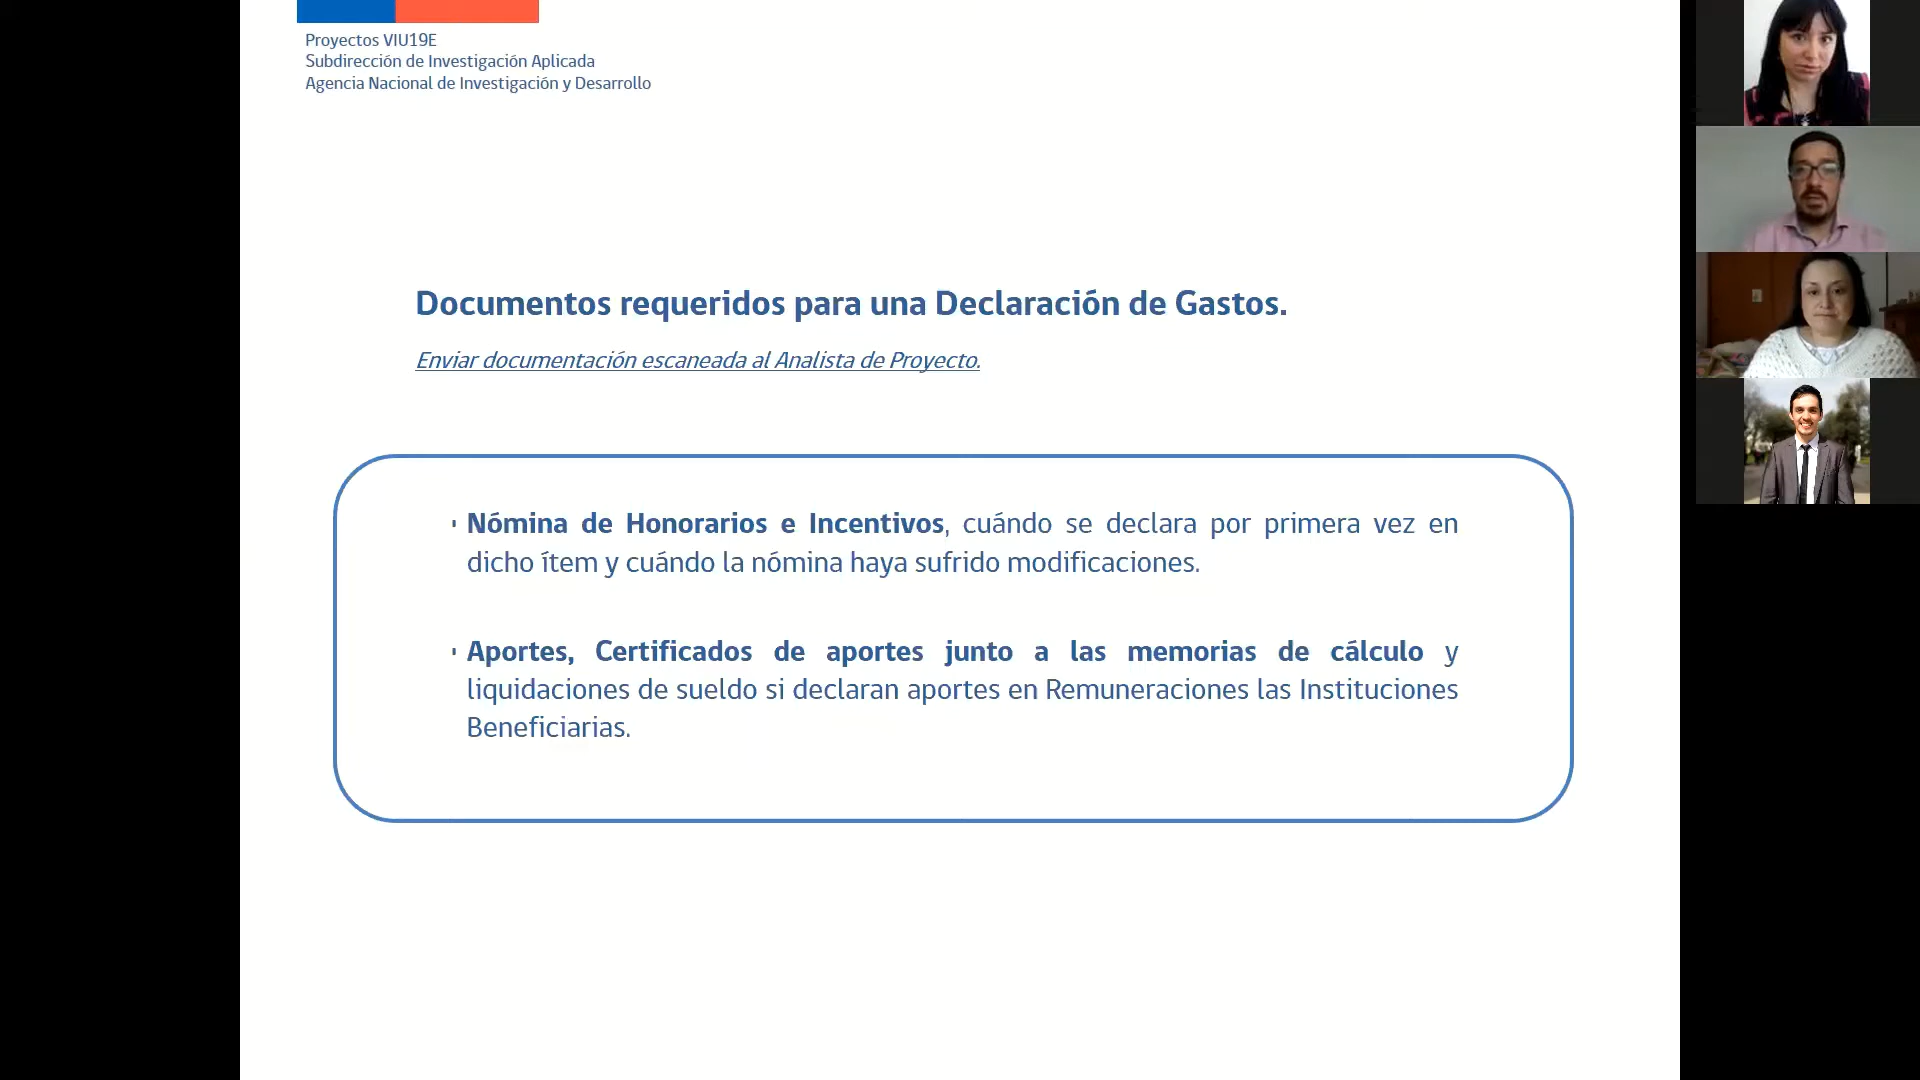 Proyectos VIU19E
Subdirección de Investigación Aplicada
Agencia Nacional de Investigación y Desarrollo
Documentos requeridos para una Declaración de Gastos.
Enviar documentación escaneada al Analista de Proyecto.
Nómina de Honorarios e Incentivos, cuándo se declara por primera vez en
dicho ítem y cuándo la nómina haya sufrido modificaciones.
Aportes, Certificados de aportes junto a las memorias de cálculo y
liquidaciones de sueldo si declaran aportes en Remuneraciones las Instituciones
Beneficiarias.